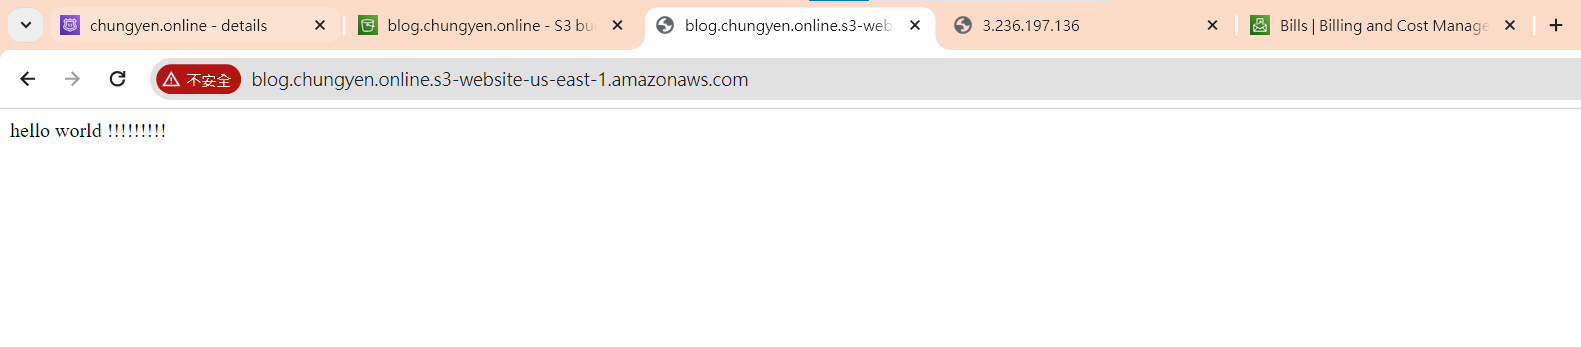 chungyen.online - details
blog.chungyen.online - S3 bu
blog.chungyen.online.s3-web
3.236.197.136
Bills | Billing and Cost Manage
不安全 blog.chungyen.online.s3-website-us-east-1.amazonaws.com
hello world !!!!!!!!!